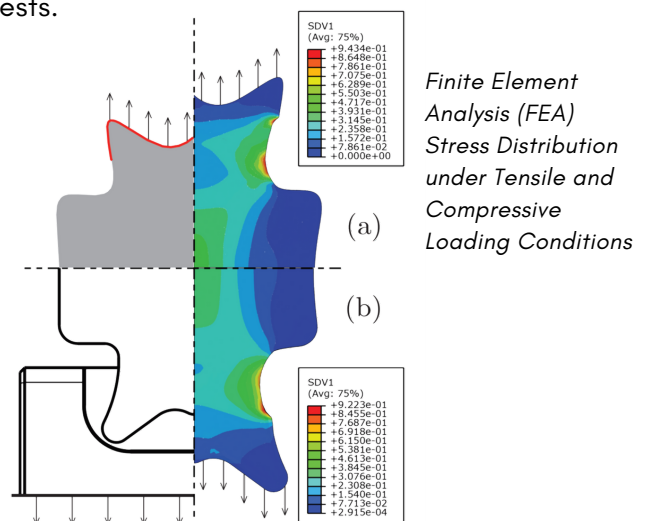 ests.
SDV1
(Avg: 75%)
+9.434e-01
+8.648e-01
+7.861e-01
+7.075e-01
+6.289e-01
+5.503e-01
+4.717e-01
+3.931e-01
+3.145e-01
+2.358e-01
+1.572e-01
+7.861e-02
+0.000e+00
Finite Element
Analysis (FEA)
Stress Distribution
under Tensile and
Compressive
Loading Conditions
(a)
(b)
SDV1
(Avg: 75%)
+9.223e-01
+8.455e-01
+7.687e-01
+6.918e-01
+6.150e-01
+5.381e-01
+4.613e-01
+3.845e-01
+3.076e-01
+2.308e-01
+1.540e-01
+7.713e-02
+2.915e-04